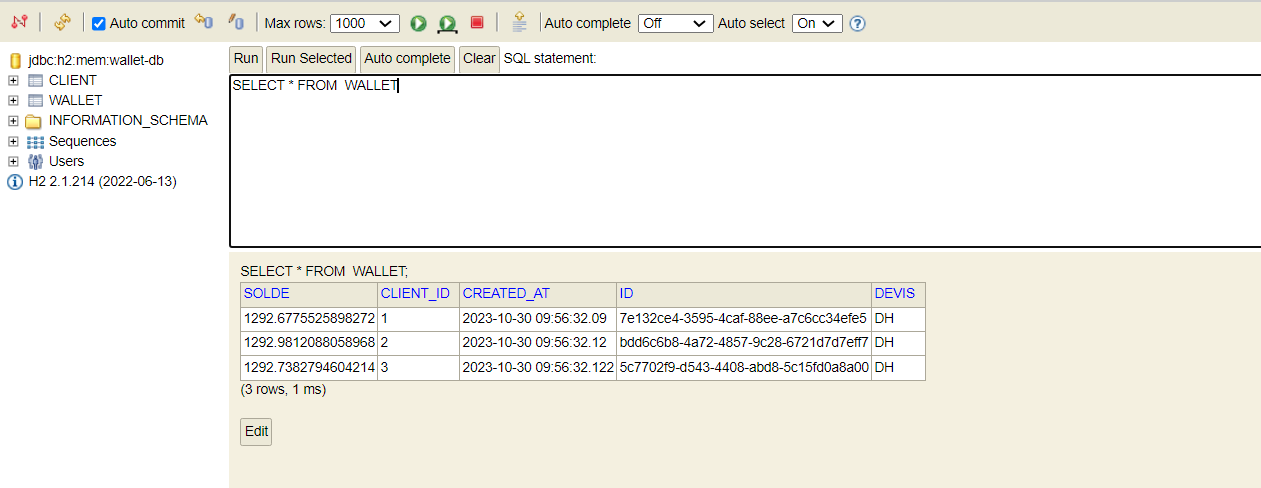 Auto commit Max rows: 1000 Auto complete Off Auto select On ?
jdbc:h2:mem:wallet-db
CLIENT
WALLET
INFORMATION_SCHEMA
Sequences
Users
H2 2.1.214 (2022-06-13)
Run Run Selected Auto complete Clear SQL statement:
SELECT * FROM  WALLET
SELECT * FROM  WALLET;
SOLDE CLIENT_ID CREATED_AT ID DEVIS
1292.6775525898272 1 2023-10-30 09:56:32.09 7e132ce4-3595-4caf-88ee-a7c6cc34efe5 DH
1292.9812088058968 2 2023-10-30 09:56:32.12 bdd6c6b8-4a72-4857-9c28-6721d7d7eff7 DH
1292.7382794604214 3 2023-10-30 09:56:32.122 5c7702f9-d543-4408-abd8-5c15fd0a8a00 DH
(3 rows, 1 ms)
Edit